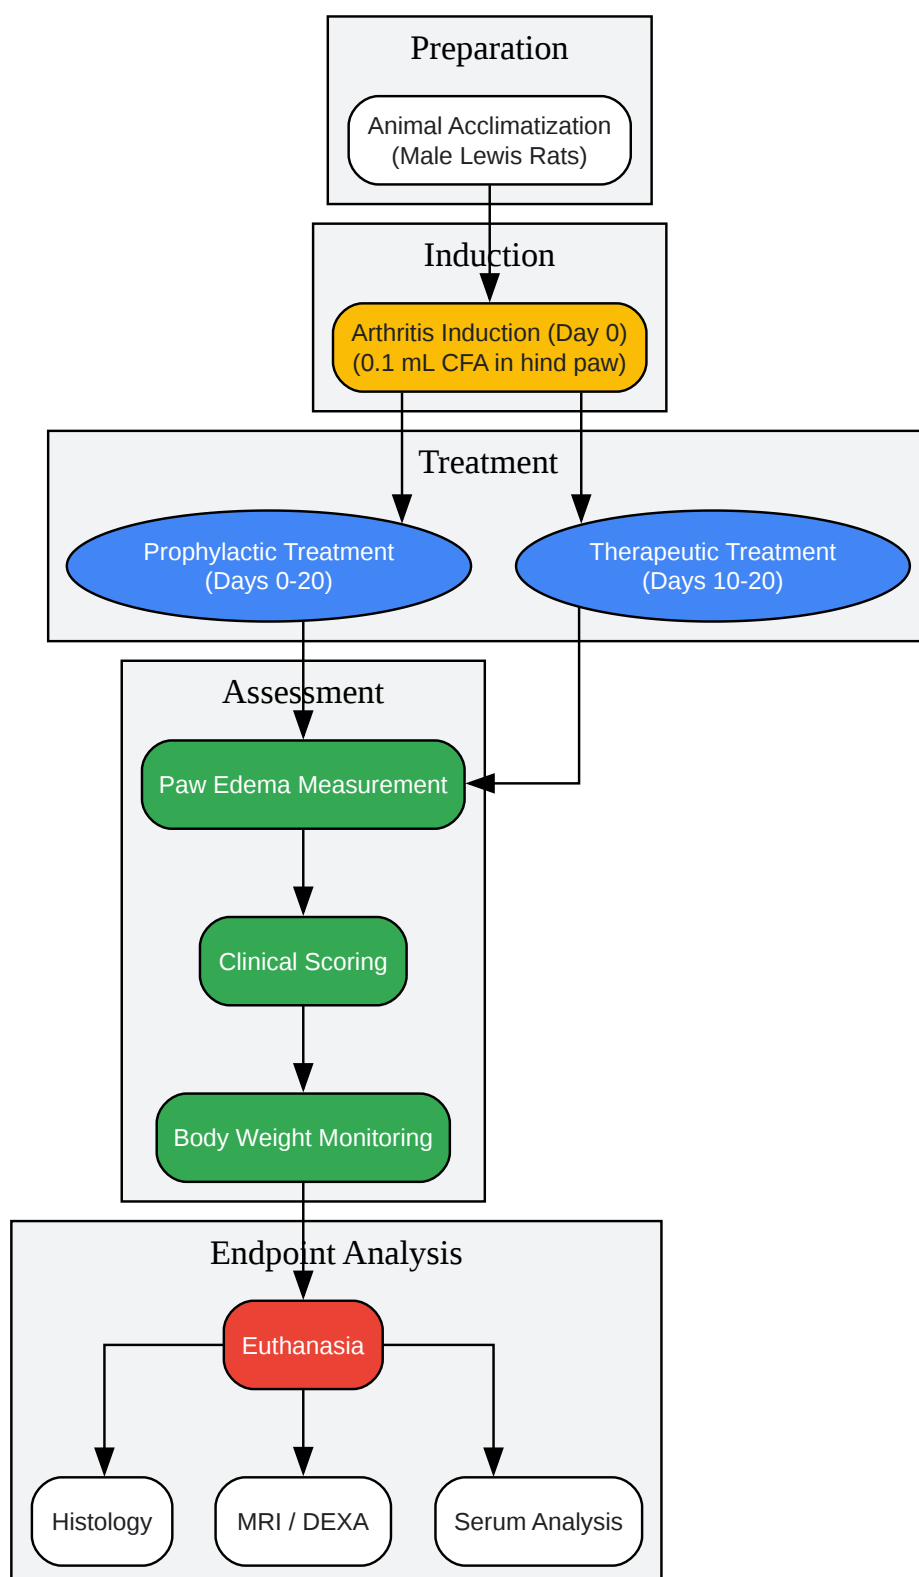 Preparation
Animal Acclimatization
(Male Lewis Rats)
Induction
Arthritis Induction (Day 0)
(0.1 mL CFA in hind paw)
Treatment
Prophylactic Treatment
(Days 0-20)
Therapeutic Treatment
(Days 10-20)
Assessment
Paw Edema Measurement
Clinical Scoring
Body Weight Monitoring
Endpoint Analysis
Euthanasia
Histology
MRI / DEXA
Serum Analysis